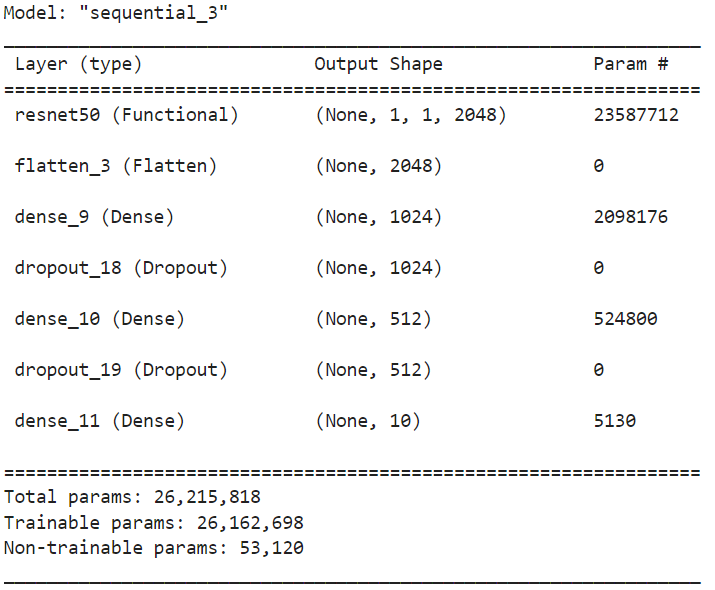 Model: "sequential_3"
_________________________________________________________________
Layer (type) Output Shape Param #
=================================================================
resnet50 (Functional) (None, 1, 1, 2048) 23587712
flatten_3 (Flatten) (None, 2048) 0
dense_9 (Dense) (None, 1024) 2098176
dropout_18 (Dropout) (None, 1024) 0
dense_10 (Dense) (None, 512) 524800
dropout_19 (Dropout) (None, 512) 0
dense_11 (Dense) (None, 10) 5130
=================================================================
Total params: 26,215,818
Trainable params: 26,162,698
Non-trainable params: 53,120
_________________________________________________________________